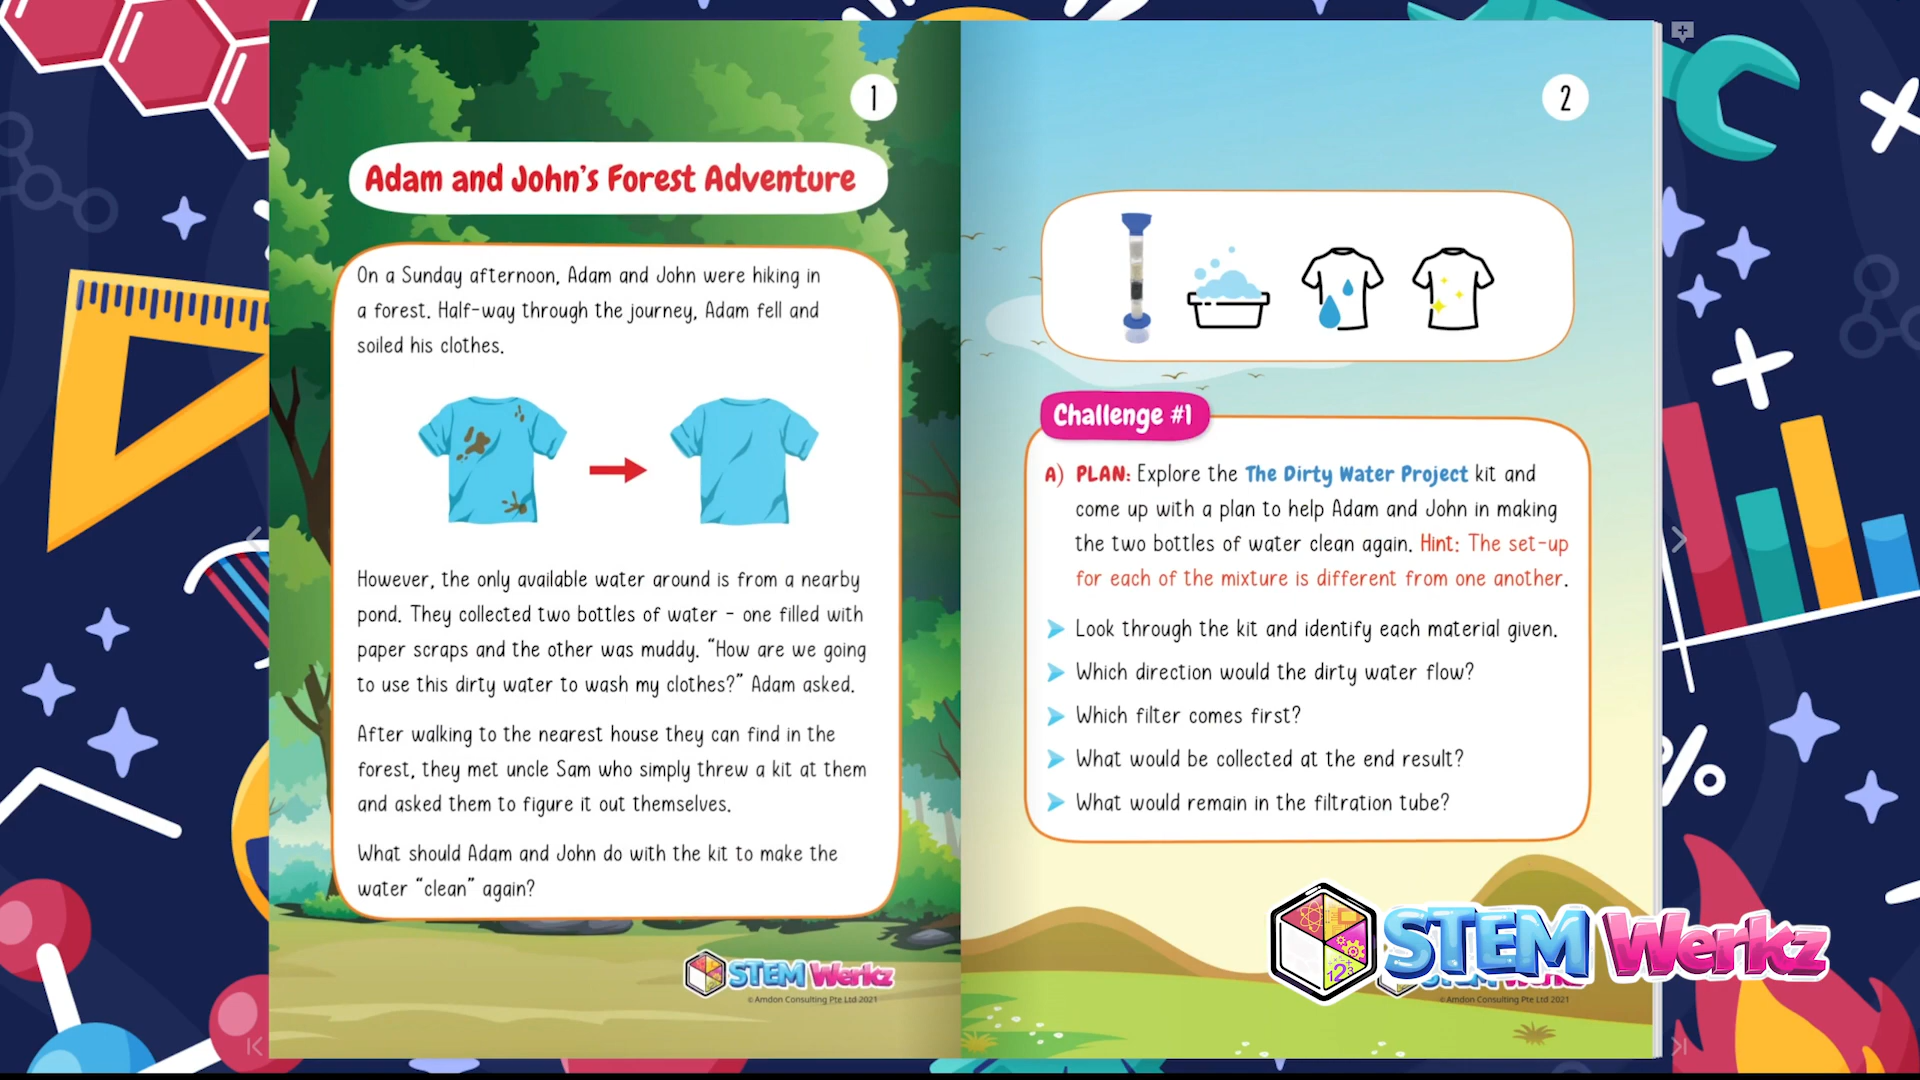 1
Adam and John's Forest Adventure
On a Sunday afternoon, Adam and John were hiking in
a forest. Half-way through the journey, Adam fell and
soiled his clothes.
However, the only available water around is from a nearby
pond. They collected two bottles of water - one filled with
paper scraps and the other was muddy. "How are we going
to use this dirty water to wash my clothes?" Adam asked.
After walking to the nearest house they can find in the
forest, they met uncle Sam who simply threw a kit at them
and asked them to figure it out themselves.
What should Adam and John do with the kit to make the
water "clean" again?
STEM Werkz
© Amdon Consulting Pte Ltd 2021
2
Challenge #1
A) PLAN: Explore the The Dirty Water Project kit and
come up with a plan to help Adam and John in making
the two bottles of water clean again. Hint: The set-up
for each of the mixture is different from one another.
Look through the kit and identify each material given.
Which direction would the dirty water flow?
Which filter comes first?
What would be collected at the end result?
What would remain in the filtration tube?
STEM Werkz
© Amdon Consulting Pte Ltd 2021
%